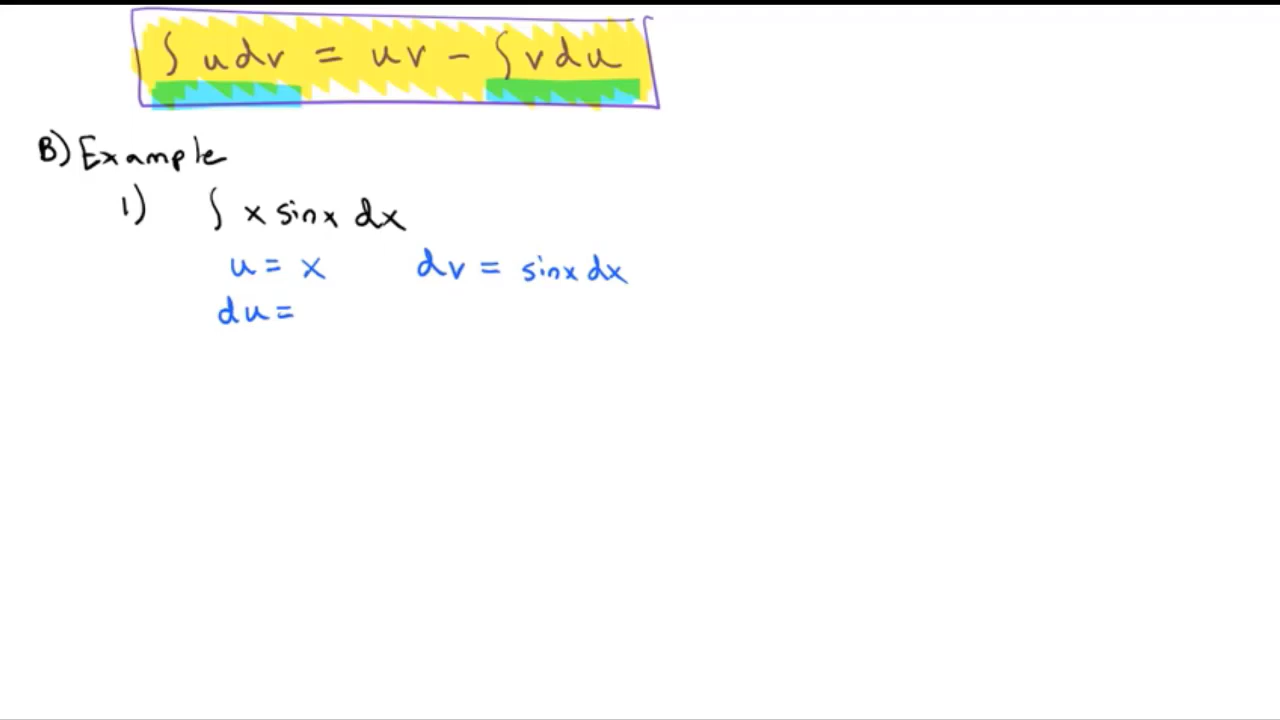 ∫ u dv = uv - ∫ v du
B) Example
1) ∫ x sinx dx
u = x dv = sinx dx
du =